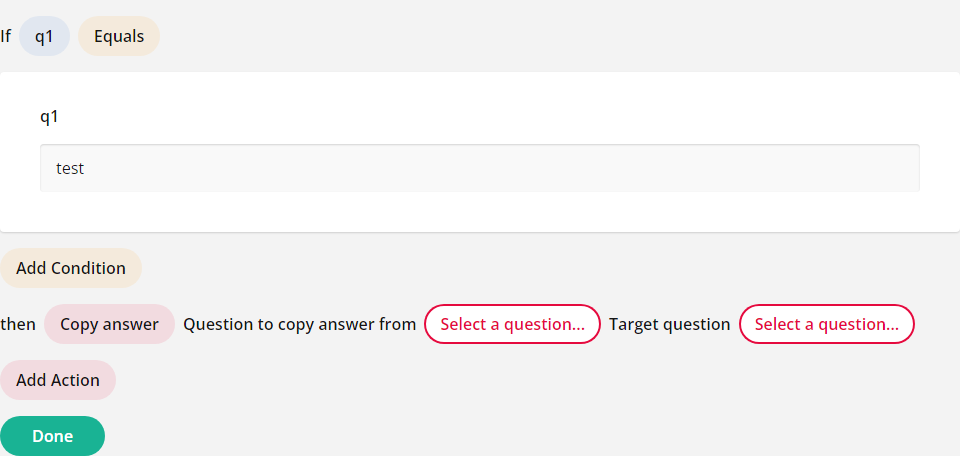 If q1 Equals
q1
test
Add Condition
then Copy answer Question to copy answer from Select a question... Target question Select a question...
Add Action
Done